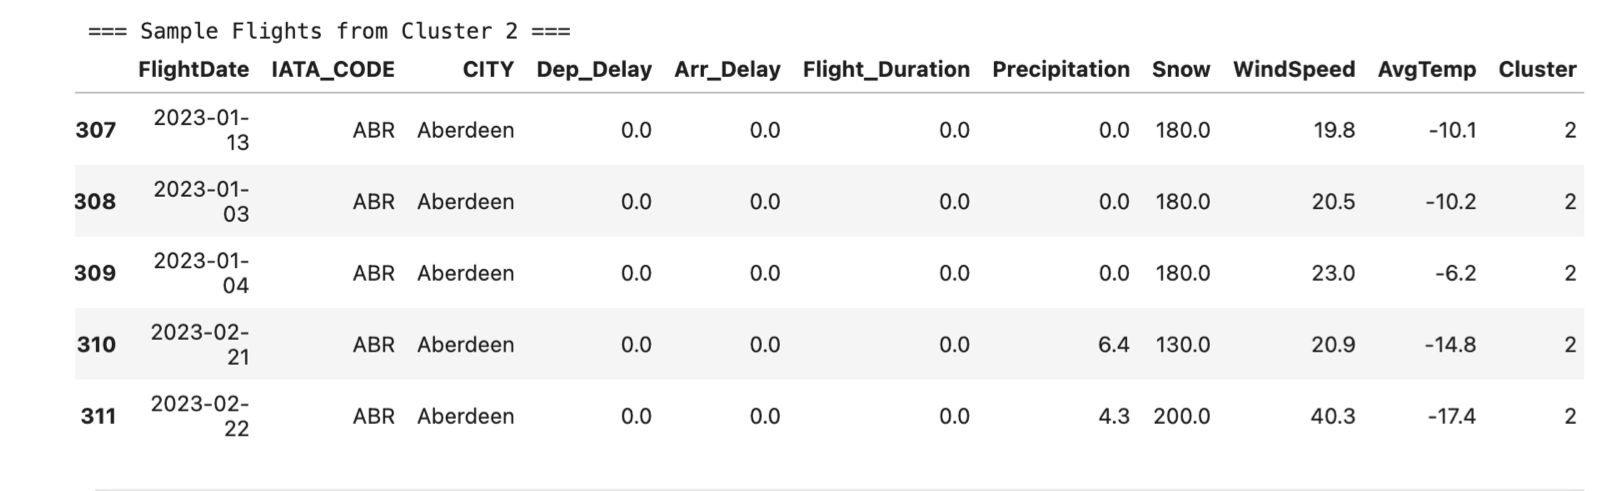 === Sample Flights from Cluster 2 ===
FlightDate IATA_CODE CITY Dep_Delay Arr_Delay Flight_Duration Precipitation Snow WindSpeed AvgTemp Cluster
307 2023-01-13 ABR Aberdeen 0.0 0.0 0.0 0.0 180.0 19.8 -10.1 2
308 2023-01-03 ABR Aberdeen 0.0 0.0 0.0 0.0 180.0 20.5 -10.2 2
309 2023-01-04 ABR Aberdeen 0.0 0.0 0.0 0.0 180.0 23.0 -6.2 2
310 2023-02-21 ABR Aberdeen 0.0 0.0 0.0 6.4 130.0 20.9 -14.8 2
311 2023-02-22 ABR Aberdeen 0.0 0.0 0.0 4.3 200.0 40.3 -17.4 2